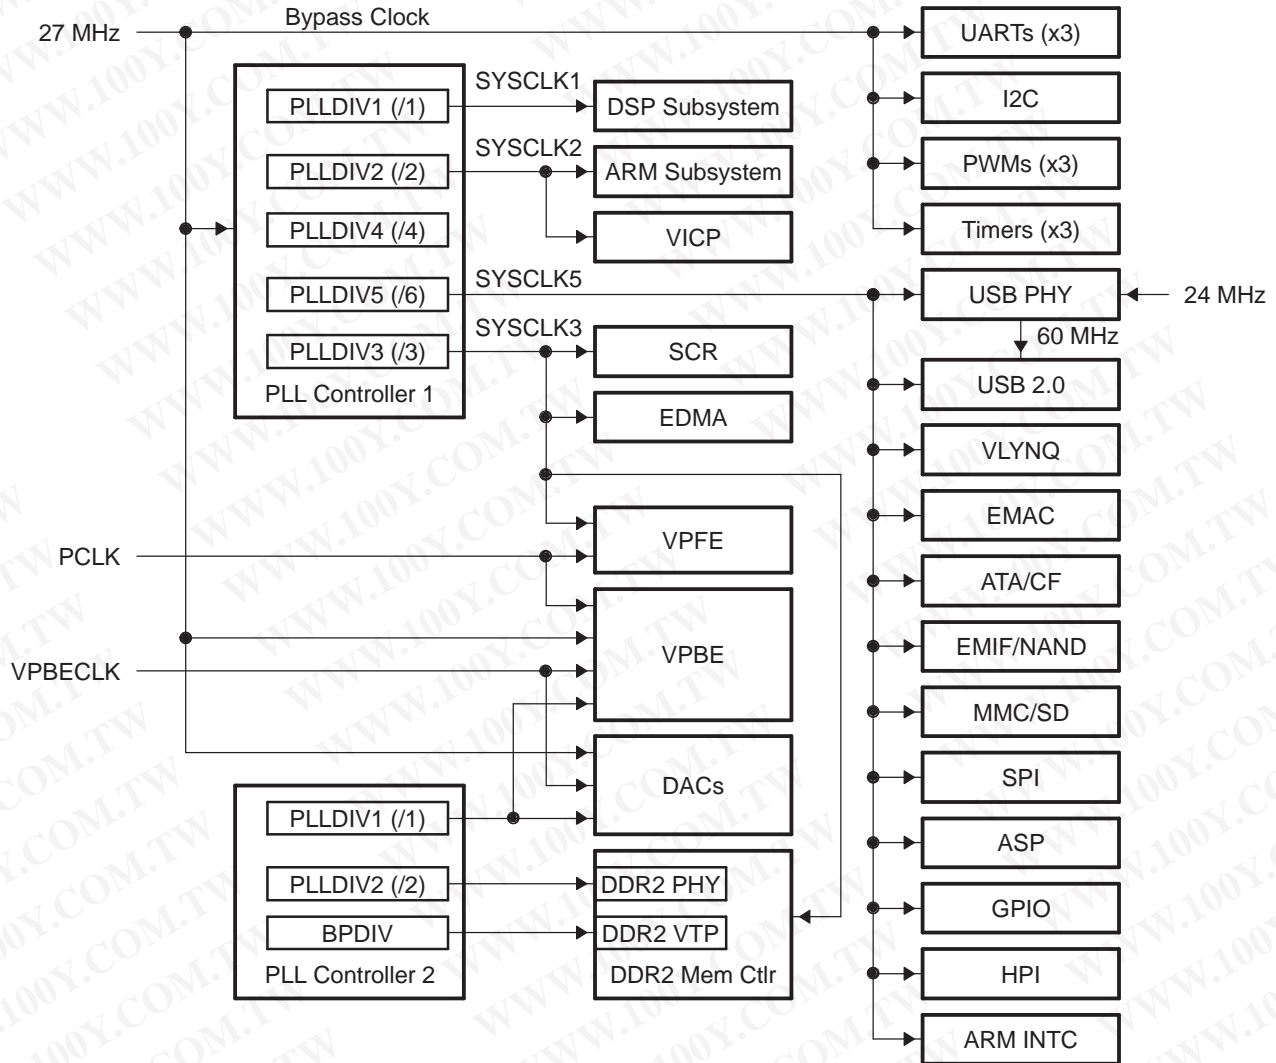 Bypass Clock
27 MHz
UARTs (x3)
SYSCLK1
PLLDIV1 (/1)
DSP Subsystem
I2C
SYSCLK2
PLLDIV2 (/2)
ARM Subsystem
PWMs (x3)
PLLDIV4 (/4)
VICP
Timers (x3)
SYSCLK5
PLLDIV5 (/6)
USB PHY
24 MHz
SYSCLK3
60 MHz
PLLDIV3 (/3)
SCR
PLL Controller 1
USB 2.0
EDMA
VLYNQ
EMAC
VPFE
PCLK
ATA/CF
VPBE
EMIF/NAND
VPBECLK
MMC/SD
DACs
SPI
PLLDIV1 (/1)
ASP
PLLDIV2 (/2)
DDR2 PHY
GPIO
BPDIV
DDR2 VTP
PLL Controller 2
DDR2 Mem Ctlr
HPI
ARM INTC
WWW.100Y.COM.TW